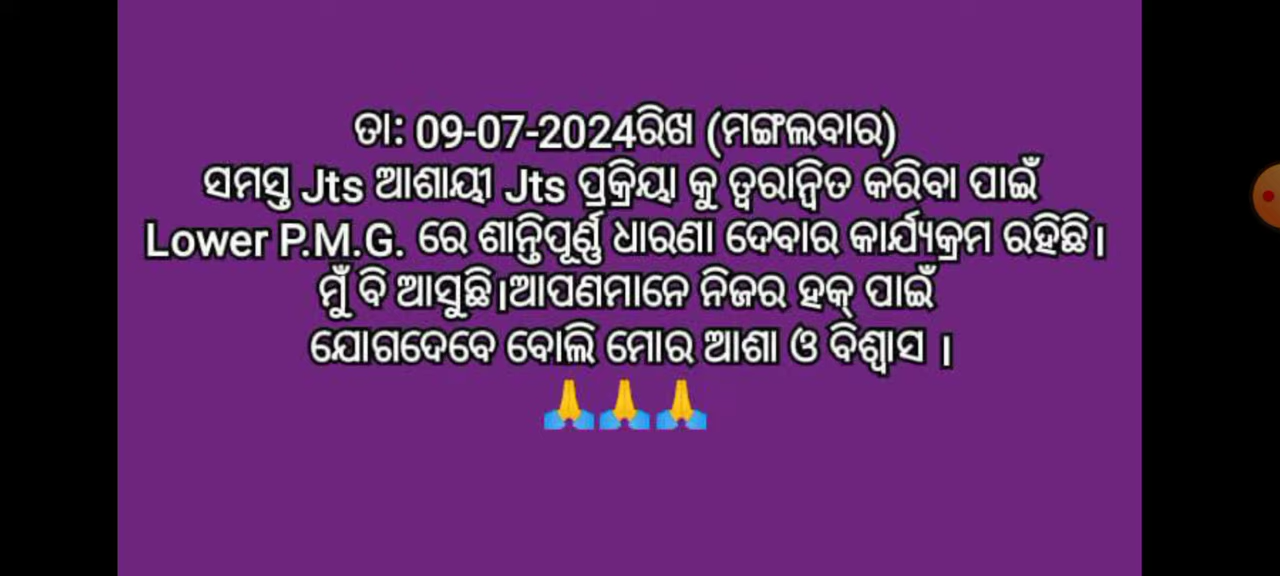 ତା: 09-07-2024ରିଖ (ମଙ୍ଗଲବାର)
ସମସ୍ତ Jts ଆଶାୟୀ Jts ପ୍ରକ୍ରିୟା କୁ ତ୍ୱରାନ୍ୱିତ କରିବା ପାଇଁ
Lower P.M.G. ରେ ଶାନ୍ତିପୂର୍ଣ୍ଣ ଧାରଣା ଦେବାର କାର୍ଯ୍ୟକ୍ରମ ରହିଛି।
ମୁଁ ବି ଆସୁଛି।ଆପଣମାନେ ନିଜର ହକ୍ ପାଇଁ
ଯୋଗଦେବେ ବୋଲି ମୋର ଆଶା ଓ ବିଶ୍ୱାସ ।
🙏🙏🙏